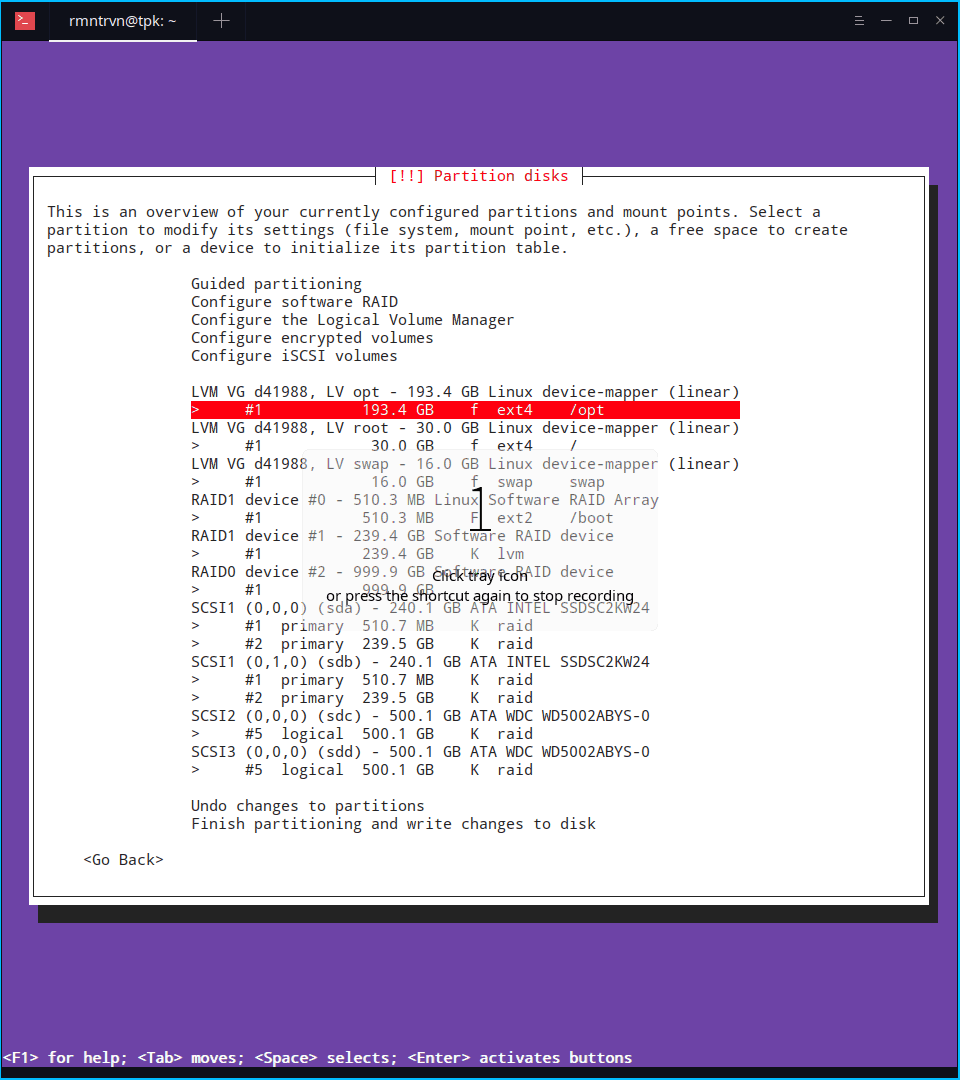 rmntrvn@tpk: ~
[!!] Partition disks
This is an overview of your currently configured partitions and mount points. Select a
partition to modify its settings (file system, mount point, etc.), a free space to create
partitions, or a device to initialize its partition table.
Guided partitioning
Configure software RAID
Configure the Logical Volume Manager
Configure encrypted volumes
Configure iSCSI volumes
LVM VG d41988, LV opt - 193.4 GB Linux device-mapper (linear)
> #1 193.4 GB f ext4 /opt
LVM VG d41988, LV root - 30.0 GB Linux device-mapper (linear)
> #1 30.0 GB f ext4 /
LVM VG d41988, LV swap - 16.0 GB Linux device-mapper (linear)
> #1 16.0 GB f swap swap
RAID1 device #0 - 510.3 MB Linux Software RAID Array
> #1 510.3 MB F ext2 /boot
1
RAID1 device #1 - 239.4 GB Software RAID device
> #1 239.4 GB K lvm
RAID0 device #2 - 999.9 GB Software RAID device
Click tray icon
> #1 999.9 GB
or press the shortcut again to stop recording
SCSI1 (0,0,0) (sda) - 240.1 GB ATA INTEL SSDSC2KW24
> #1 primary 510.7 MB K raid
> #2 primary 239.5 GB K raid
SCSI1 (0,1,0) (sdb) - 240.1 GB ATA INTEL SSDSC2KW24
> #1 primary 510.7 MB K raid
> #2 primary 239.5 GB K raid
SCSI2 (0,0,0) (sdc) - 500.1 GB ATA WDC WD5002ABYS-0
> #5 logical 500.1 GB K raid
SCSI3 (0,0,0) (sdd) - 500.1 GB ATA WDC WD5002ABYS-0
> #5 logical 500.1 GB K raid
Undo changes to partitions
Finish partitioning and write changes to disk
<Go Back>
<F1> for help; <Tab> moves; <Space> selects; <Enter> activates buttons